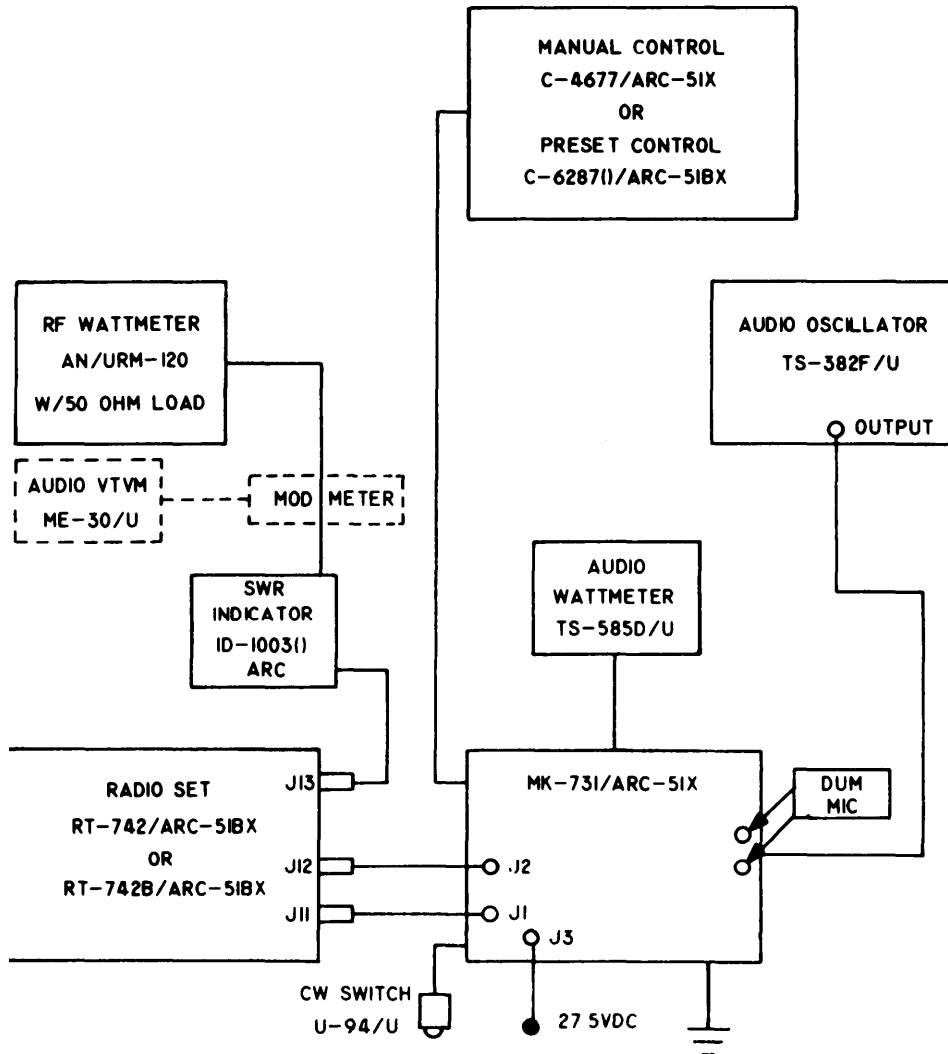 MANUAL CONTROL
C-4677/ARC-51X
OR
PRESET CONTROL
C-6287()/ARC-51BX
RF WATTMETER
AN/URM-120
W/50 OHM LOAD
AUDIO OSCILLATOR
TS-382F/U
OUTPUT
AUDIO VTVM
ME-30/U
MOD METER
SWR
INDICATOR
ID-1003()
ARC
AUDIO
WATTMETER
TS-585D/U
RADIO SET
RT-742/ARC-51BX
OR
RT-742B/ARC-51BX
J13
J12
J11
MK-731/ARC-51X
J2
J1
J3
DUM
MIC
CW SWITCH
U-94/U
27 5VDC